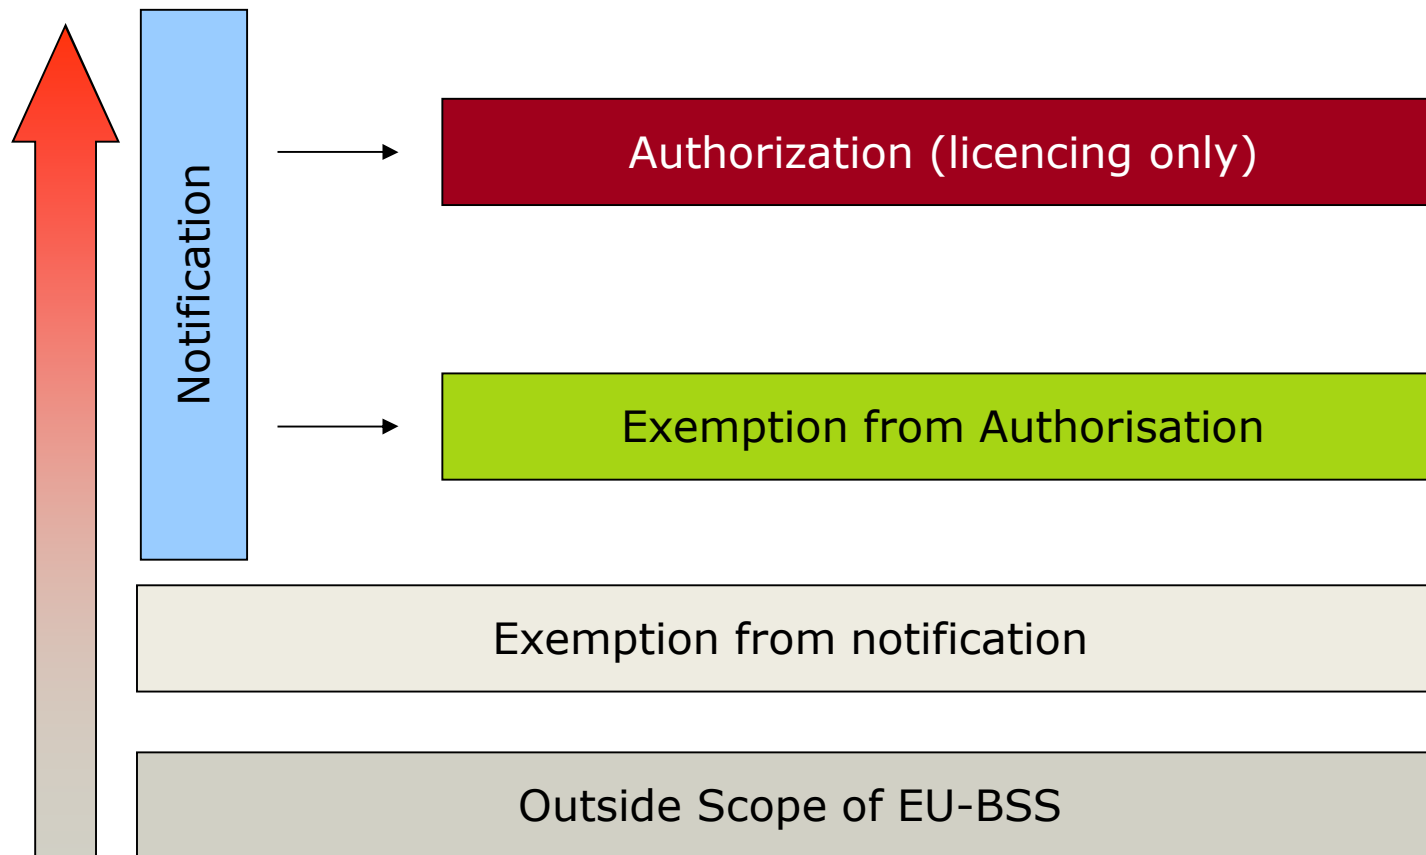 Notification
Authorization (licencing only)
Exemption from Authorisation
Exemption from notification
Outside Scope of EU-BSS